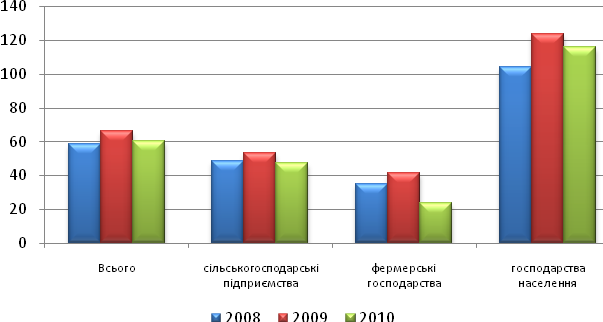 140
120
100
80
60
40
20
0
Всього
сільськогосподарські
підприємства
фермерські
господарства
господарства
населення
2008 2009 2010